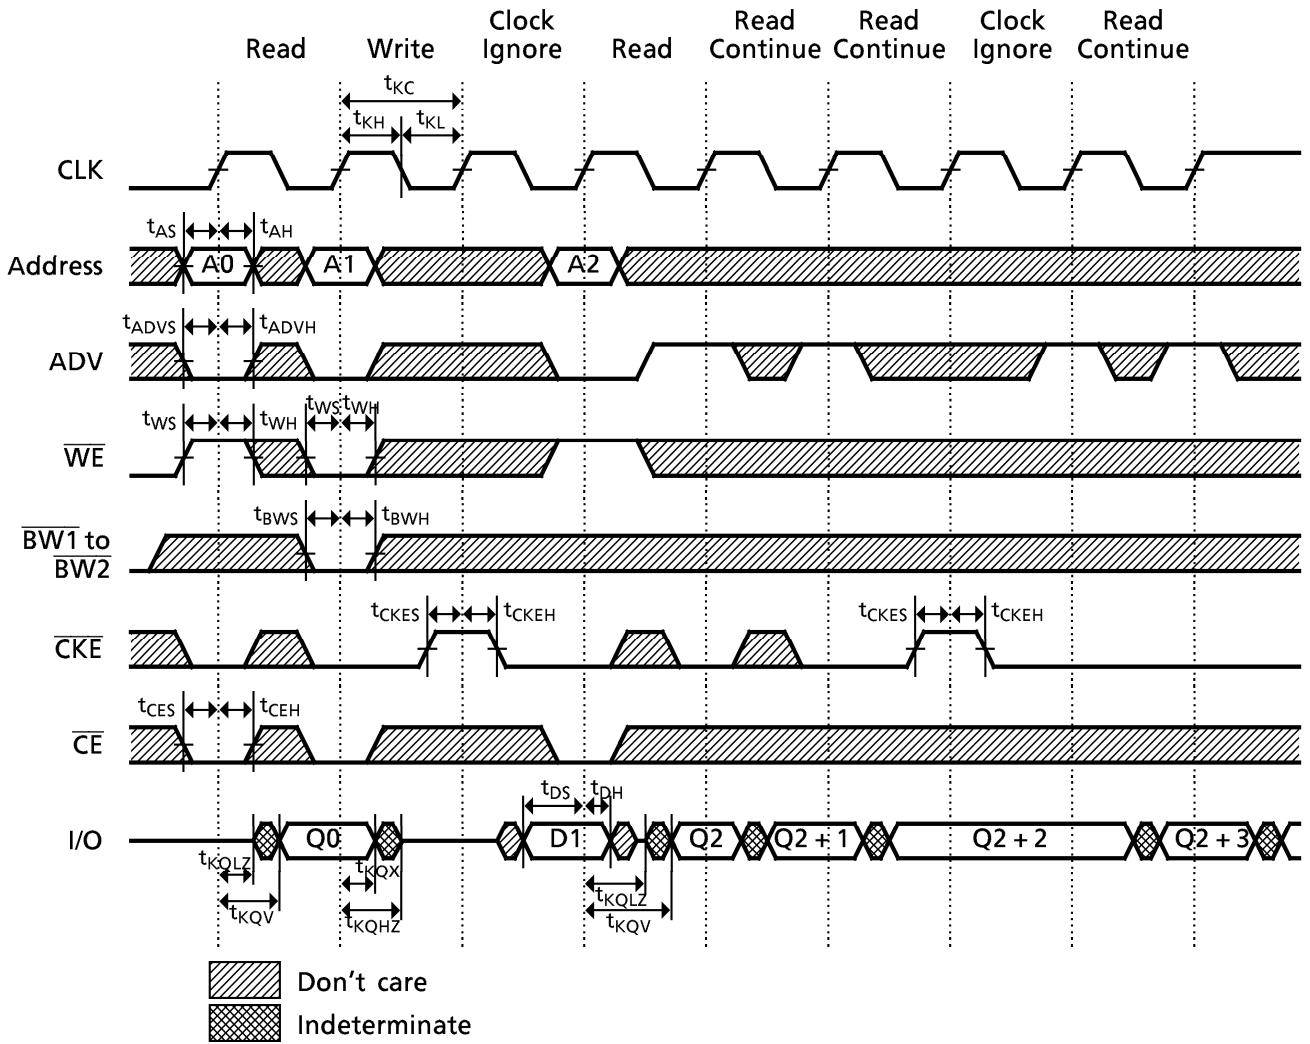 Clock Read Read Clock Read
Read Write Ignore Read Continue Continue Ignore Continue
tKC
tKH tKL
CLK
tAS tAH
Address A0 A1 A2
tADVS tADVH
ADV
tWS tWH tWS tWH
WE
tBWS tBWH
BW1 to
BW2
tCKES tCKEH tCKES tCKEH
CKE
tCES tCEH
CE
tDS tDH
I/O Q0 D1 Q2 Q2 + 1 Q2 + 2 Q2 + 3
tKQLZ tKQX tKQLZ
tKQV tKQHZ tKQV
Don't care
Indeterminate